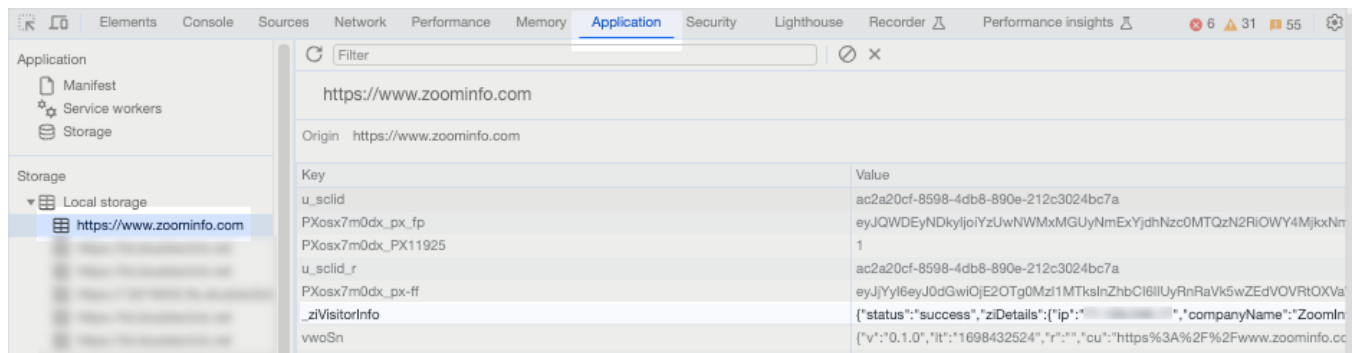 Elements Console Sources Network Performance Memory Application Security Lighthouse Recorder Performance insights 6 31 55
Application
Manifest
Service workers
Storage
Storage
Local storage
https://www.zoominfo.com
Filter
https://www.zoominfo.com
Origin https://www.zoominfo.com
Key Value
u_sclid ac2a20cf-8598-4db8-890e-212c3024bc7a
PXosx7m0dx_px_fp
PXosx7m0dx_PX11925 1
u_sclid_r ac2a20cf-8598-4db8-890e-212c3024bc7a
PXosx7m0dx_px-ff
_ziVisitorInfo {"status":"success","ziDetails":{"ip":" ","companyName":"ZoomIn
vwoSn {"v":"0.1.0","lt":"1698432524","r":"","cu":"https%3A%2F%2Fwww.zoominfo.cc